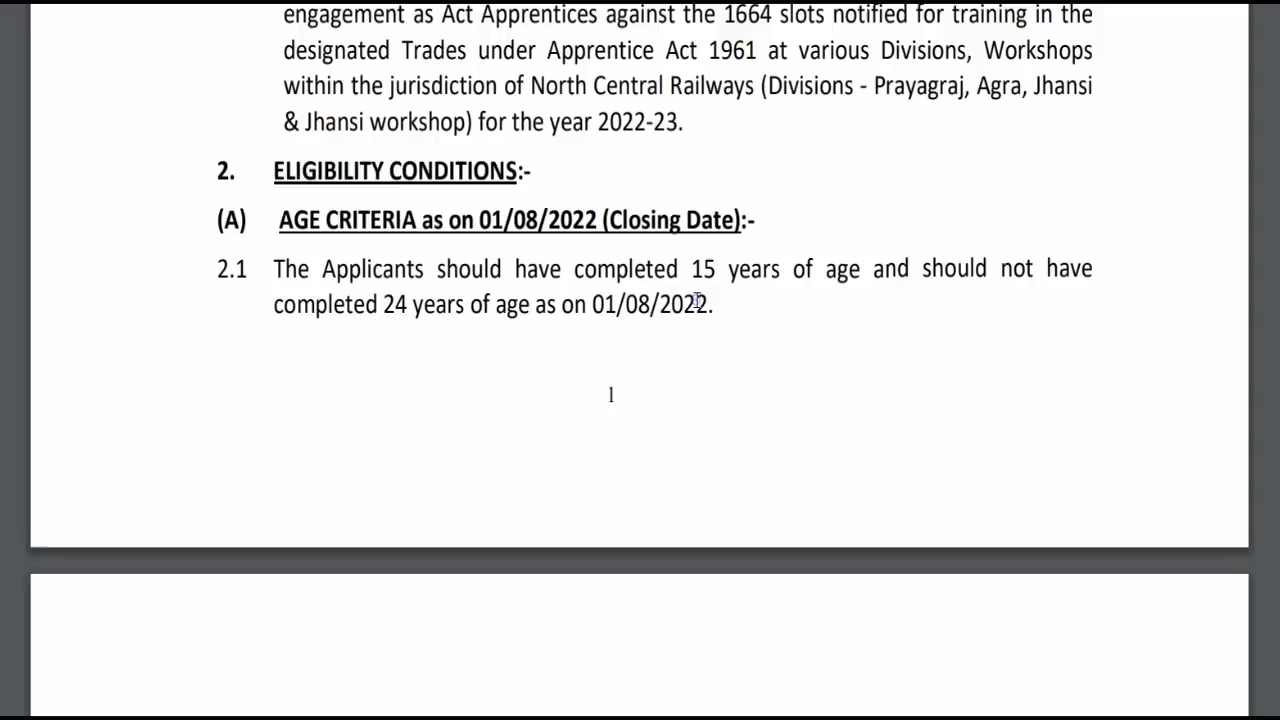 engagement as Act Apprentices against the 1664 slots notified for training in the
designated Trades under Apprentice Act 1961 at various Divisions, Workshops
within the jurisdiction of North Central Railways (Divisions - Prayagraj, Agra, Jhansi
& Jhansi workshop) for the year 2022-23.
2. ELIGIBILITY CONDITIONS:-
(A) AGE CRITERIA as on 01/08/2022 (Closing Date):-
2.1 The Applicants should have completed 15 years of age and should not have
completed 24 years of age as on 01/08/2022.
1